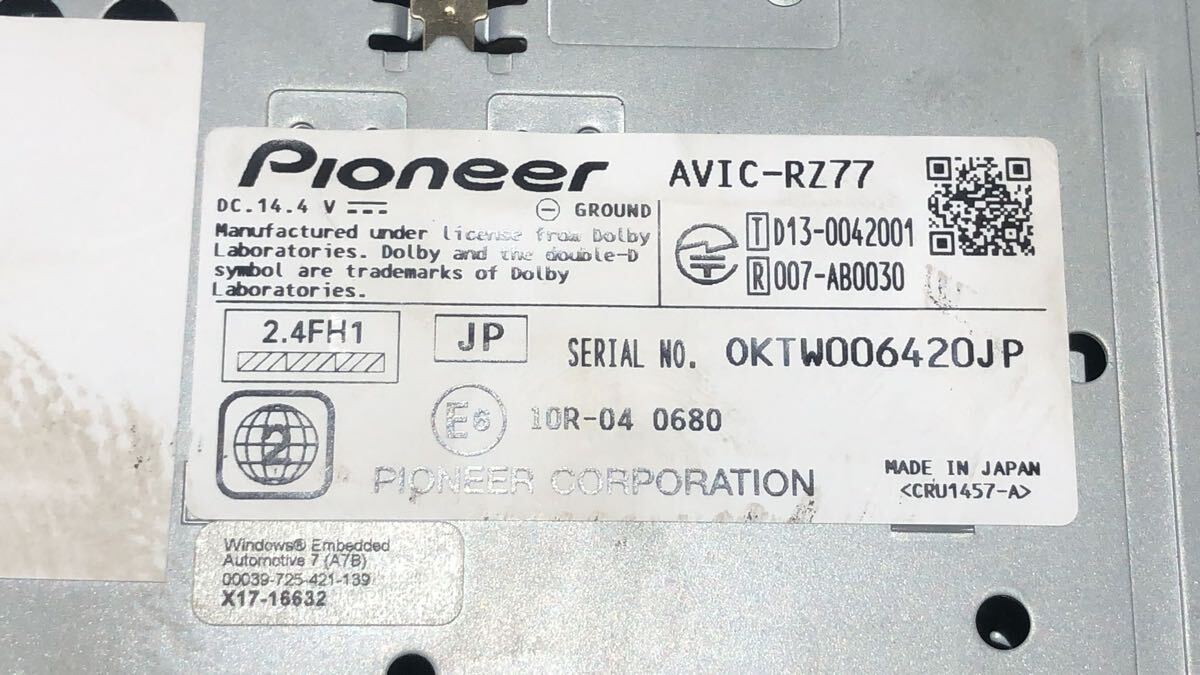 Pioneer
AVIC-RZ77
DC.14.4 V
GROUND
Manufactured under license from Dolby
Laboratories. Dolby and the double-D
symbol are trademarks of Dolby
Laboratories.
T D13-0042001
R 007-AB0030
2.4FH1
JP
SERIAL NO. OKTW006420JP
2
E6
10R-04 0680
PIONEER CORPORATION
MADE IN JAPAN
<CRU1457-A>
Windows® Embedded
Automotive 7 (A7B)
00039-725-421-139
X17-16632